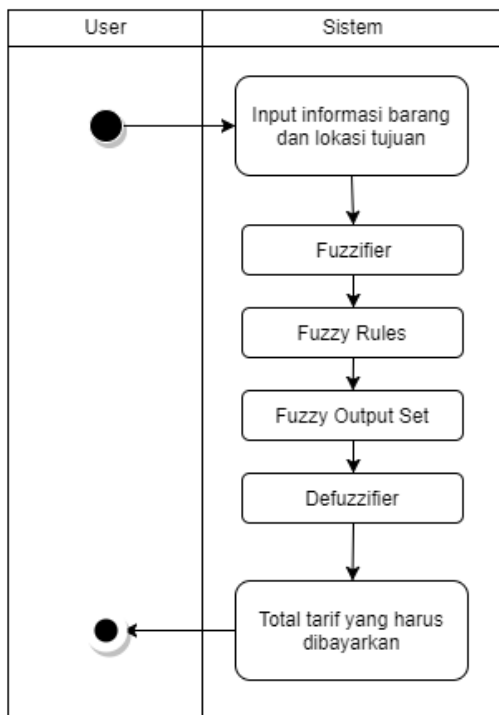 User
Sistem
Input informasi barang
dan lokasi tujuan
Fuzzifier
Fuzzy Rules
Fuzzy Output Set
Defuzzifier
Total tarif yang harus
dibayarkan